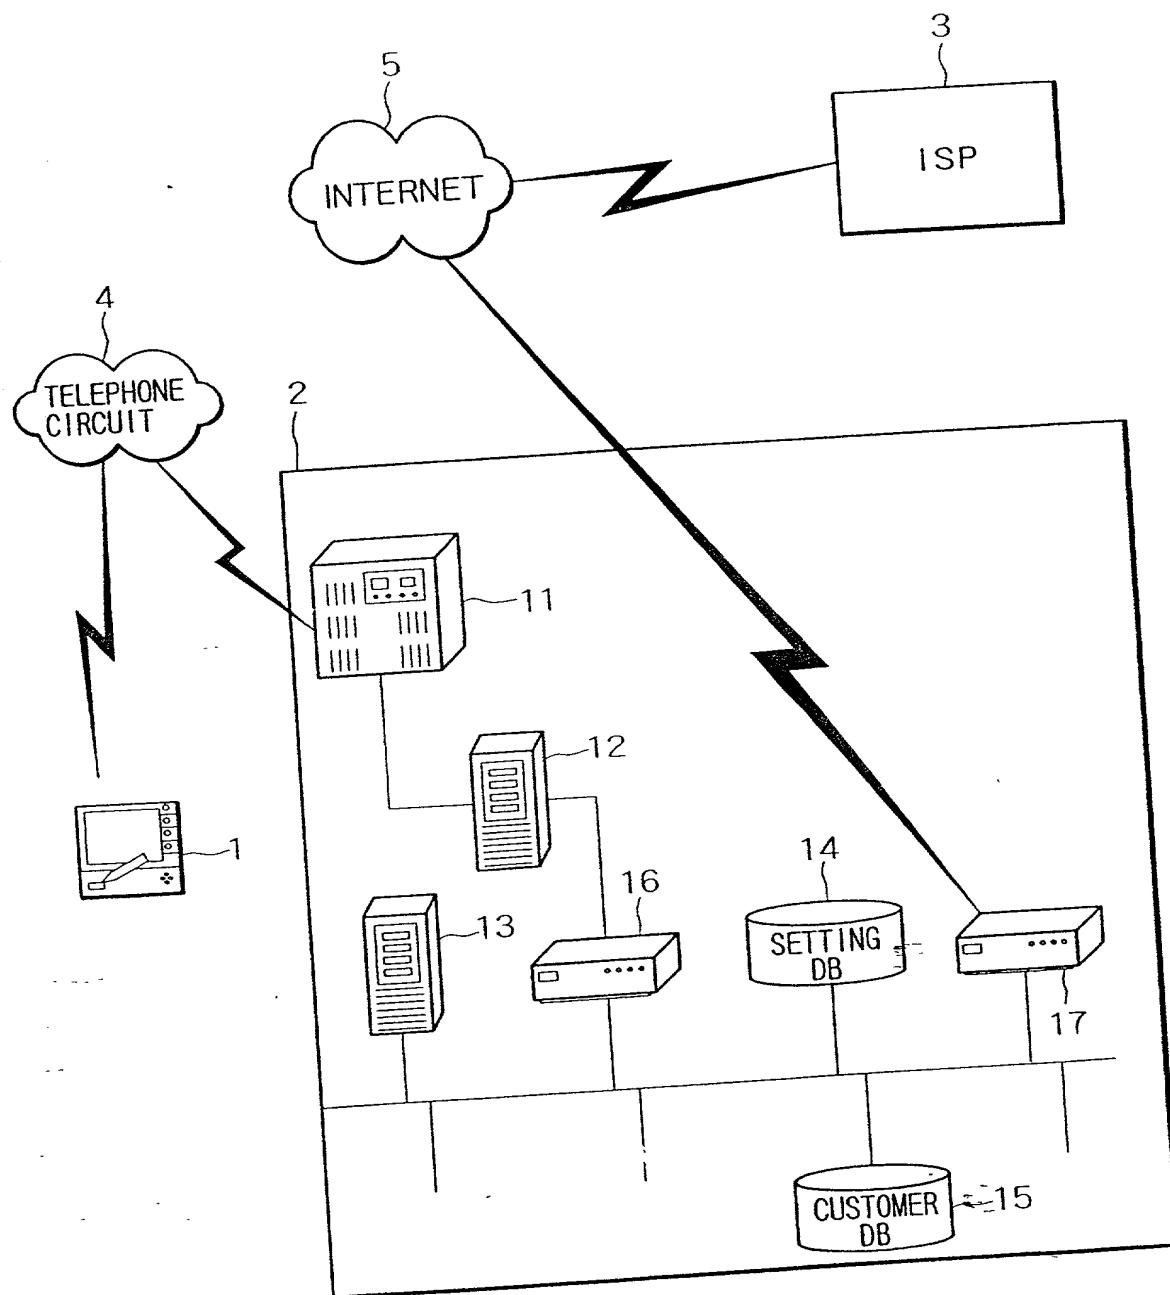 3
5
ISP
INTERNET
4
TELEPHONE
CIRCUIT
2
11
12
1
14
16
13
SETTING
DB
17
CUSTOMER
DB
15